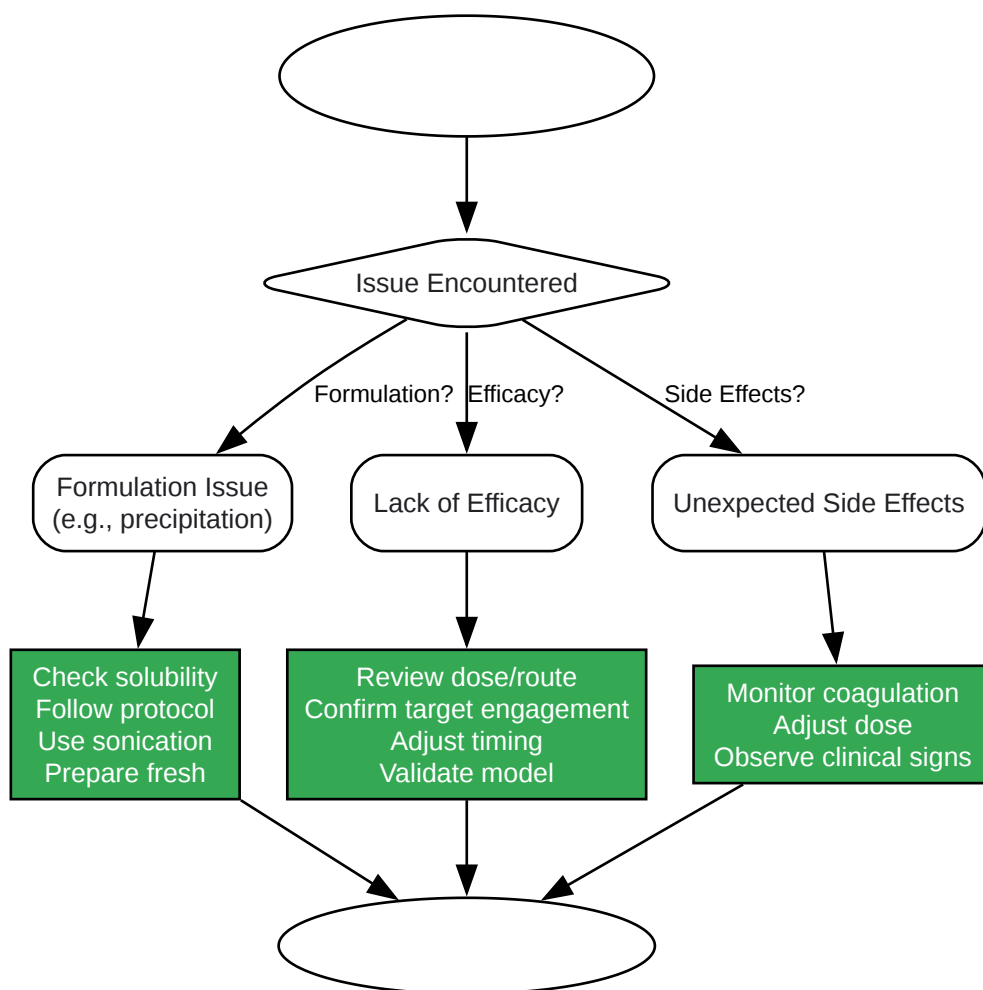 Issue Encountered
Formulation?
Efficacy?
Side Effects?
Formulation Issue
(e.g., precipitation)
Lack of Efficacy
Unexpected Side Effects
Check solubility
Follow protocol
Use sonication
Prepare fresh
Review dose/route
Confirm target engagement
Adjust timing
Validate model
Monitor coagulation
Adjust dose
Observe clinical signs